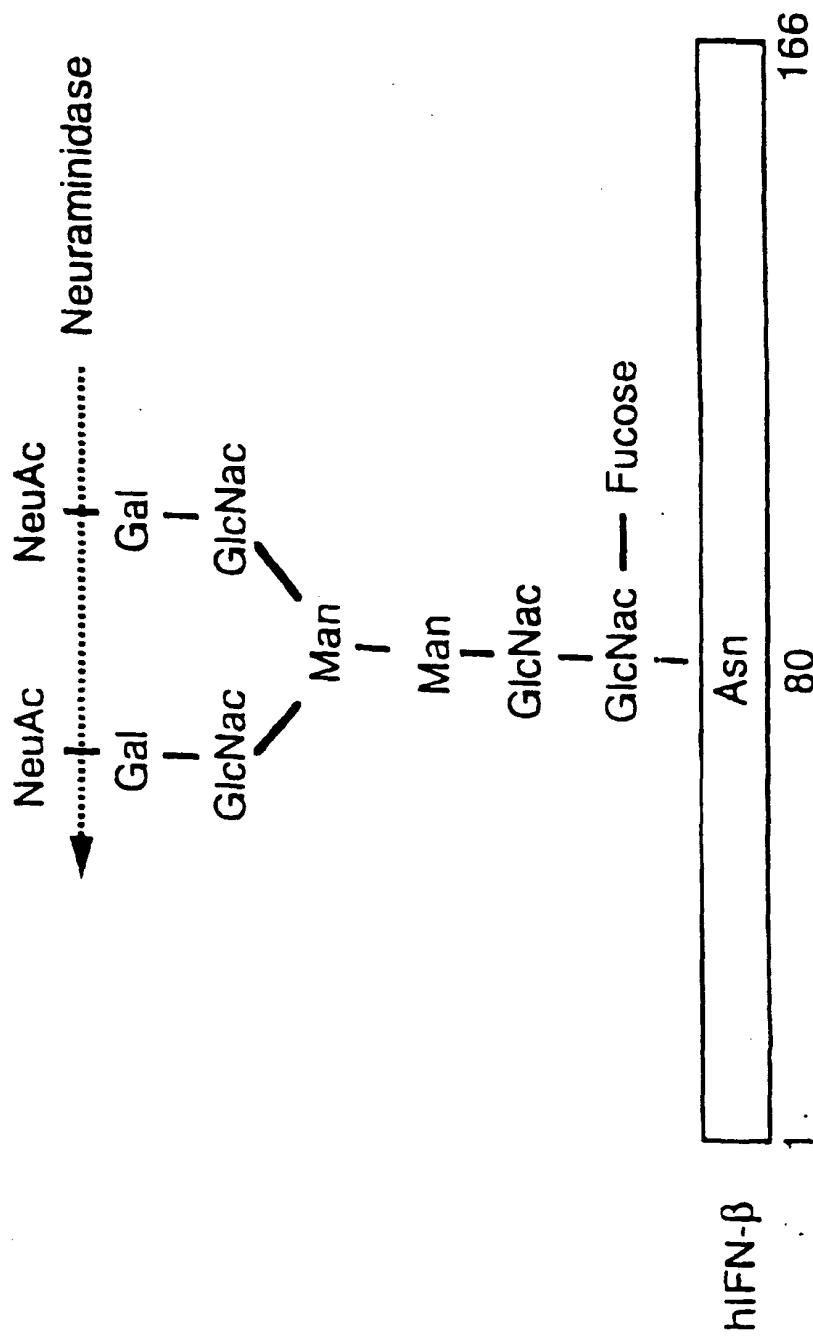 NeuAc NeuAc
Neuraminidase
Gal Gal
GlcNac GlcNac
Man
Man
GlcNac
GlcNac — Fucose
Asn
hIFN-β
1 80 166